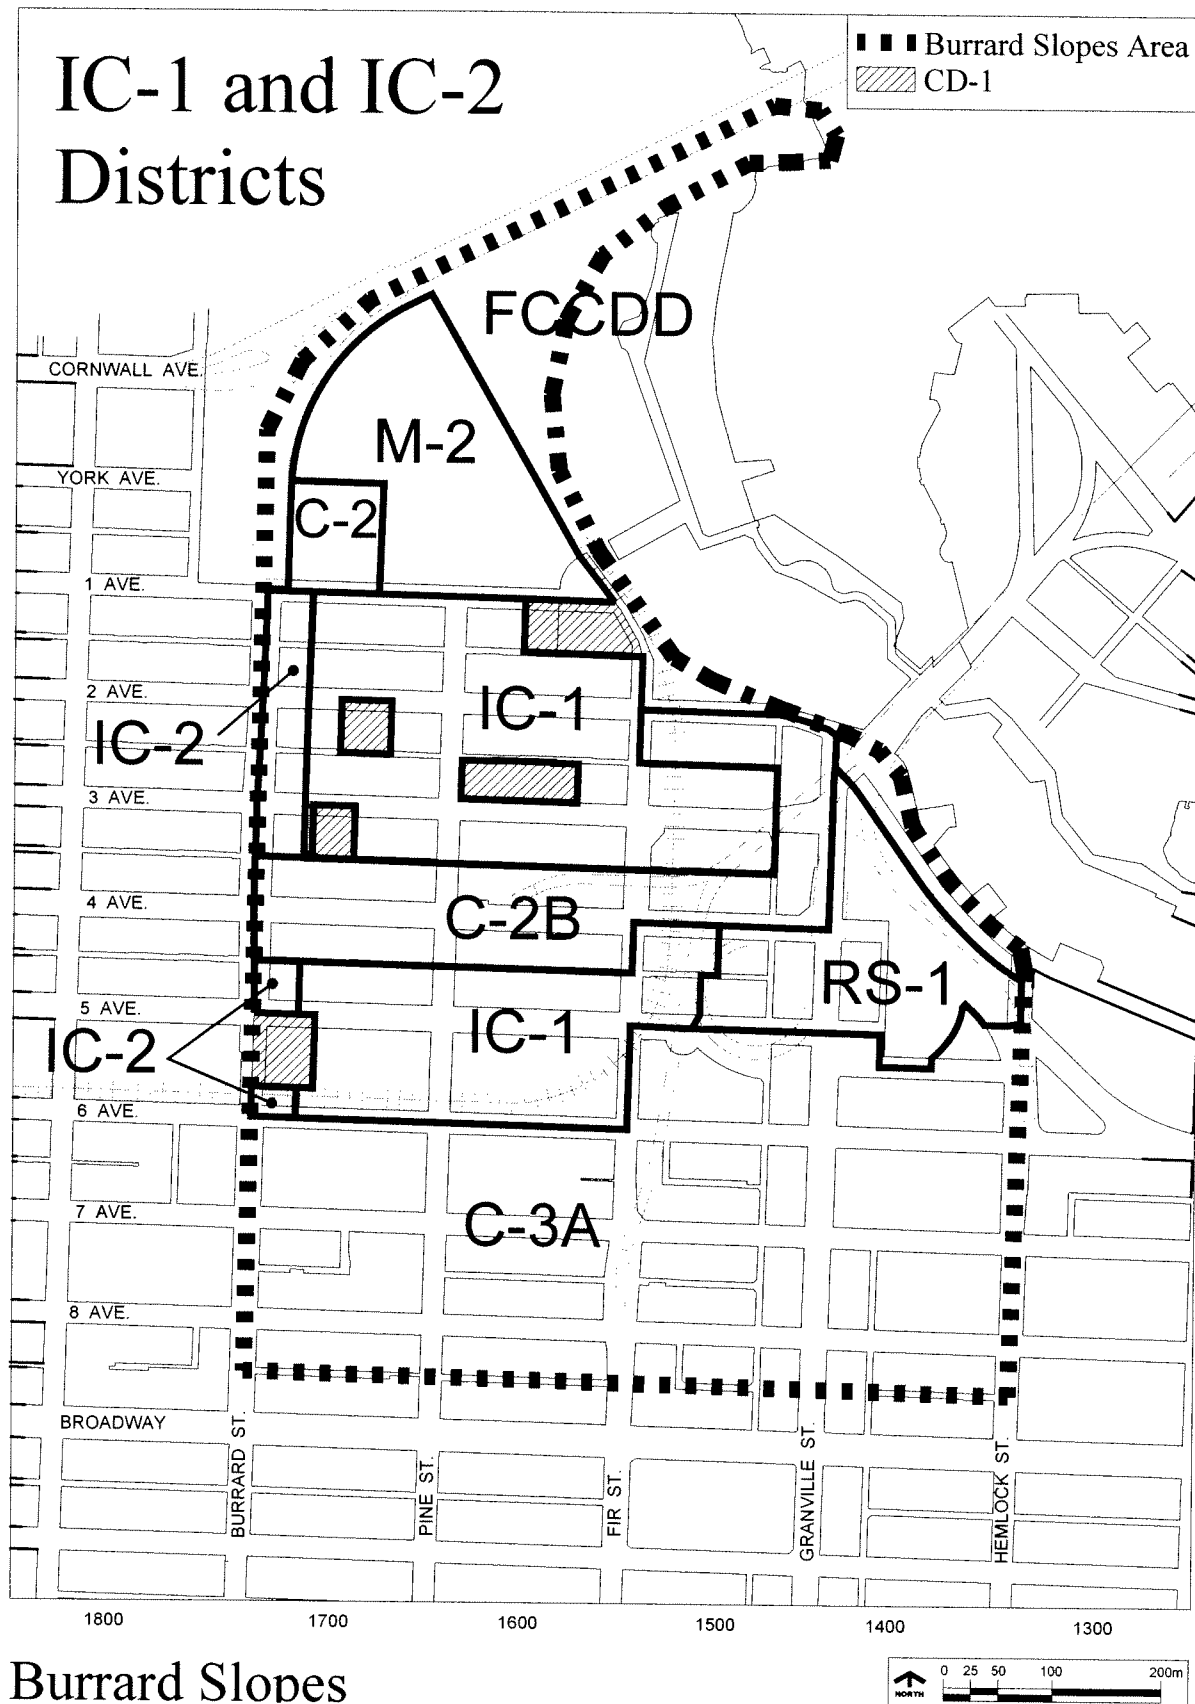 IC-1 and IC-2
Districts
Burrard Slopes Area
CD-1
FCCDD
CORNWALL AVE.
M-2
YORK AVE.
C-2
1 AVE.
2 AVE.
IC-1
IC-2
3 AVE.
4 AVE.
C-2B
RS-1
5 AVE.
IC-1
IC-2
6 AVE.
7 AVE.
C-3A
8 AVE.
BROADWAY
BURRARD ST.
PINE ST.
FIR ST.
GRANVILLE ST.
HEMLOCK ST.
1800 1700 1600 1500 1400 1300
Burrard Slopes
NORTH
0 25 50 100 200m